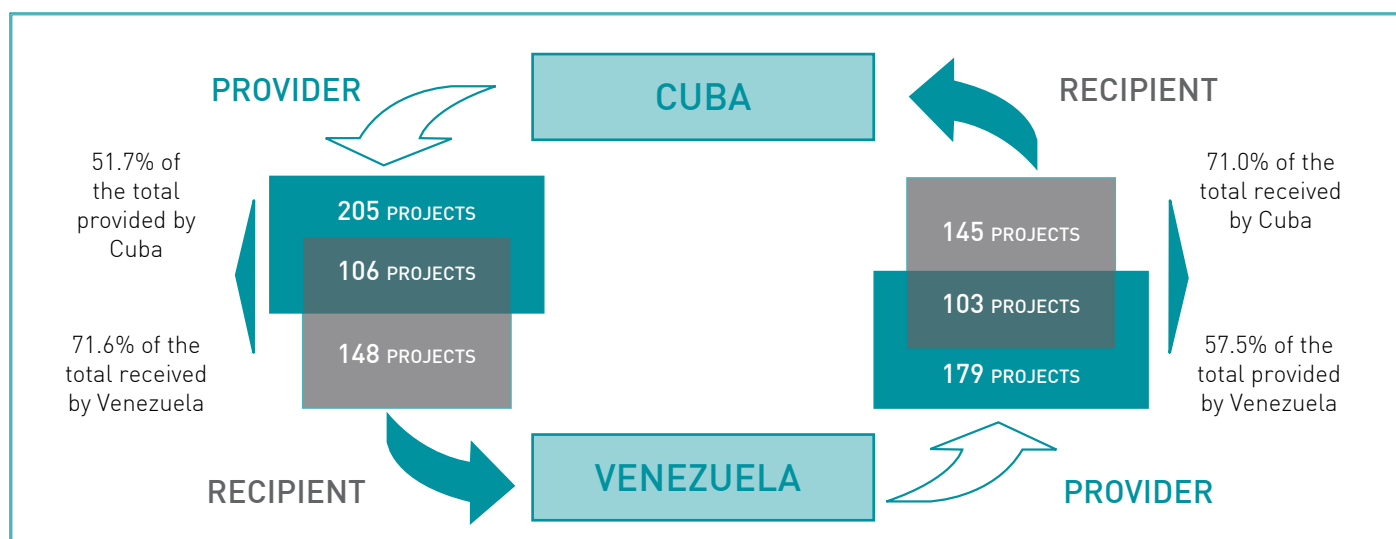 PROVIDER
CUBA
RECIPIENT
51.7% of
the total
provided by
Cuba
205 PROJECTS
106 PROJECTS
148 PROJECTS
71.6% of the
total received
by Venezuela
145 PROJECTS
103 PROJECTS
179 PROJECTS
71.0% of the
total received
by Cuba
57.5% of the
total provided
by Venezuela
RECIPIENT
VENEZUELA
PROVIDER